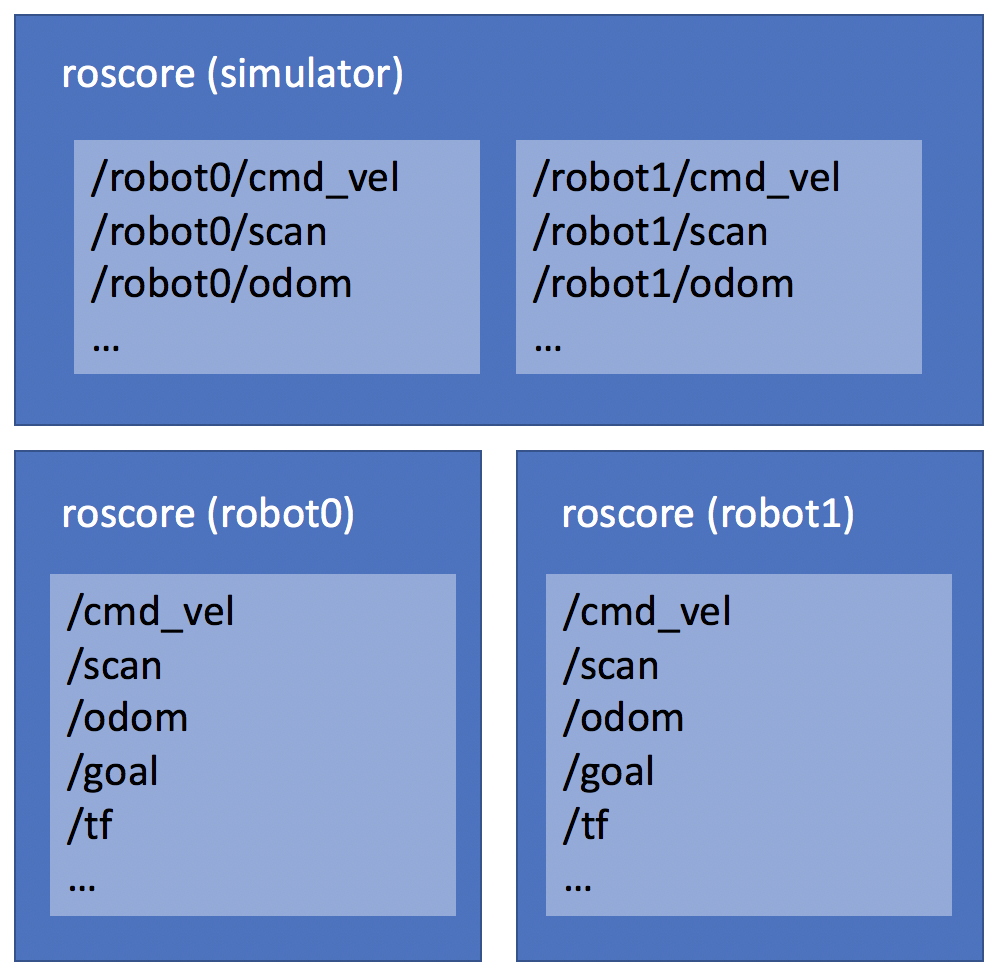 roscore (simulator)
/robot0/cmd_vel
/robot0/scan
/robot0/odom
...
/robot1/cmd_vel
/robot1/scan
/robot1/odom
...
roscore (robot0)
/cmd_vel
/scan
/odom
/goal
/tf
...
roscore (robot1)
/cmd_vel
/scan
/odom
/goal
/tf
...